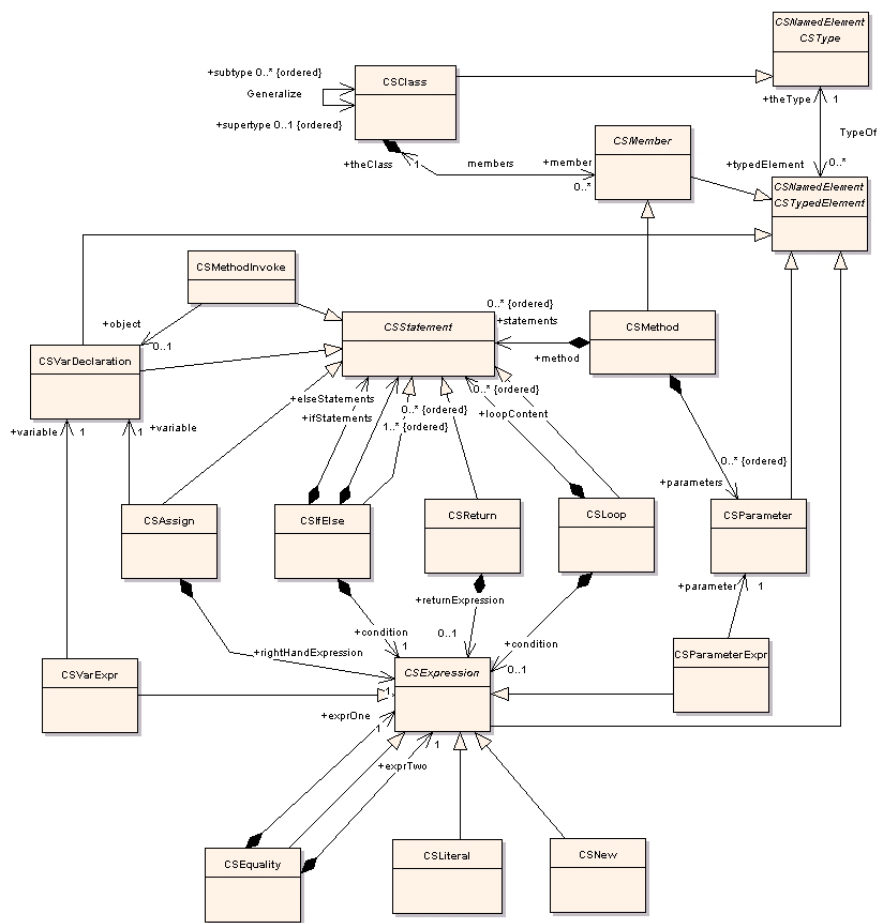 CSNamedElement
CSType
CSClass
+subtype 0..* {ordered}
Generalize
+supertype 0..1 {ordered}
+theType
1
TypeOf
CSMember
+theClass
1
members
+member
0..*
+typedElement
0..*
CSNamedElement
CSTypedElement
CSMethodInvoke
0..* {ordered}
+statements
CSStatement
CSMethod
+object
0..1
+method
CSVarDeclaration
+elseStatements
0..* {ordered}
+ifStatements
0..* {ordered}
+loopContent
1..* {ordered}
+variable
1
1
+variable
0..* {ordered}
+parameters
CSAssign
CSIfElse
CSReturn
CSLoop
CSParameter
+returnExpression
+parameter
1
+condition
1
0..1
+condition
0..1
+rightHandExpression
1
CSVarExpr
CSExpression
CSParameterExpr
+exprOne
1
1
+exprTwo
CSEquality
CSLiteral
CSNew